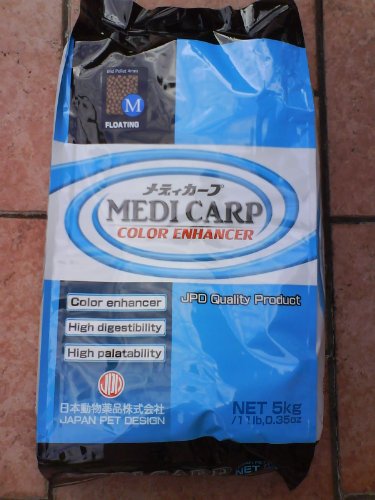 Mid Pellet 4mm
M
FLOATING
メディカープ
MEDI CARP
COLOR ENHANCER
Color enhancer
JPD Quality Product
High digestibility
High palatability
JPD
日本動物薬品株式会社
JAPAN PET DESIGN
NET 5kg
/11lb,0.35oz